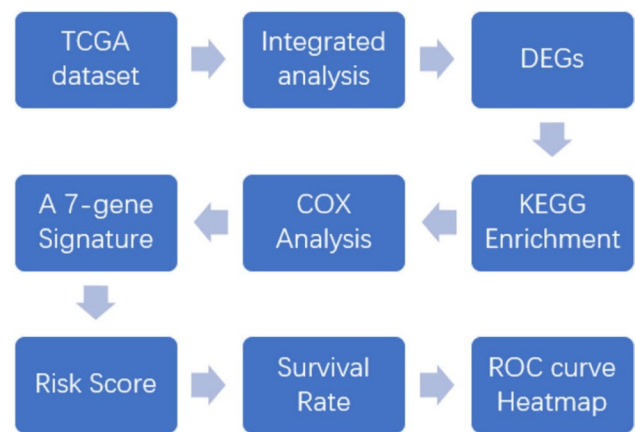 TCGA
dataset
Integrated
analysis
DEGs
KEGG
Enrichment
COX
Analysis
A 7-gene
Signature
Risk Score
Survival
Rate
ROC curve
Heatmap